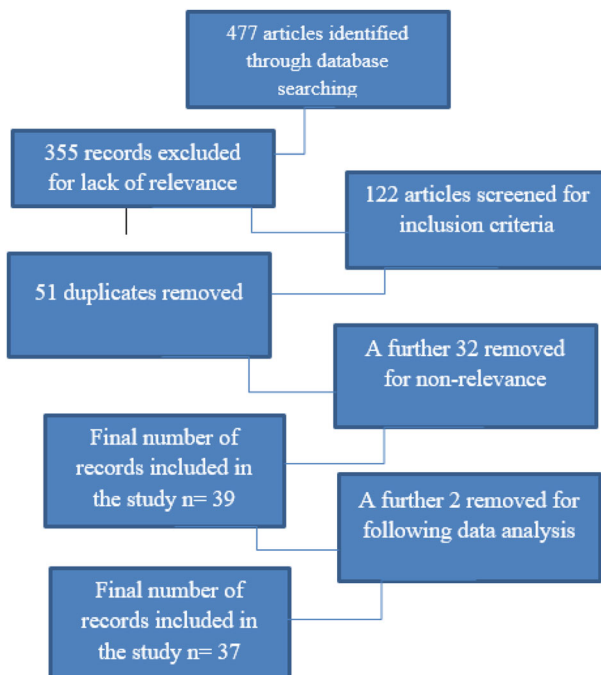 477 articles identified
through database
searching
355 records excluded
for lack of relevance
122 articles screened for
inclusion criteria
51 duplicates removed
A further 32 removed
for non-relevance
Final number of
records included in
the study n= 39
A further 2 removed for
following data analysis
Final number of
records included in
the study n= 37